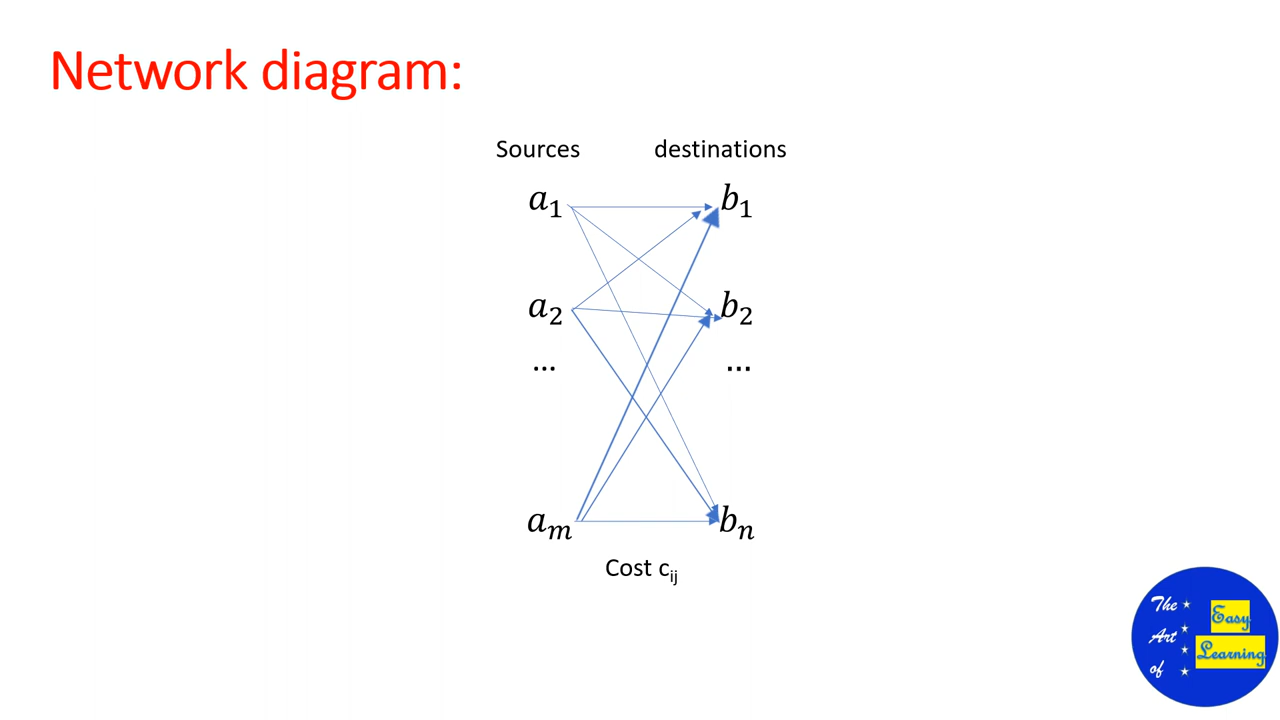 Network diagram:
Sources destinations
a₁ b₁
a₂ b₂
... ...
aₘ bₙ
Cost cᵢⱼ
The Easy
Art Learning
of